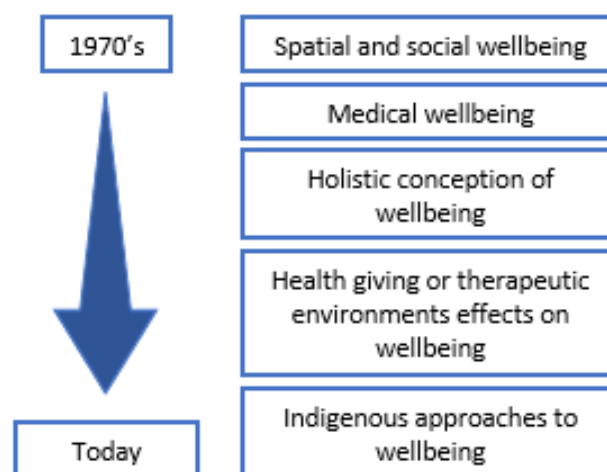 1970's
Spatial and social wellbeing
Medical wellbeing
Holistic conception of
wellbeing
Health giving or therapeutic
environments effects on
wellbeing
Indigenous approaches to
wellbeing
Today